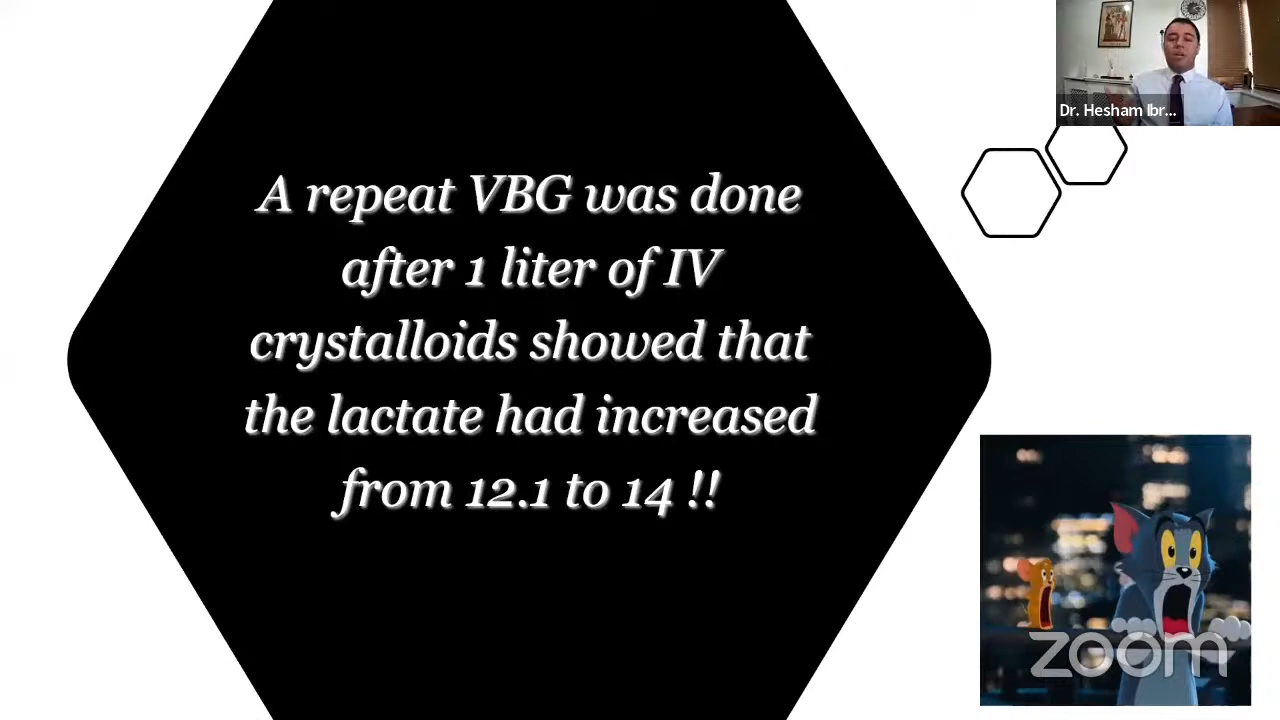 Dr. Hesham Ibr...
A repeat VBG was done
after 1 liter of IV
crystalloids showed that
the lactate had increased
from 12.1 to 14 !!
zoom